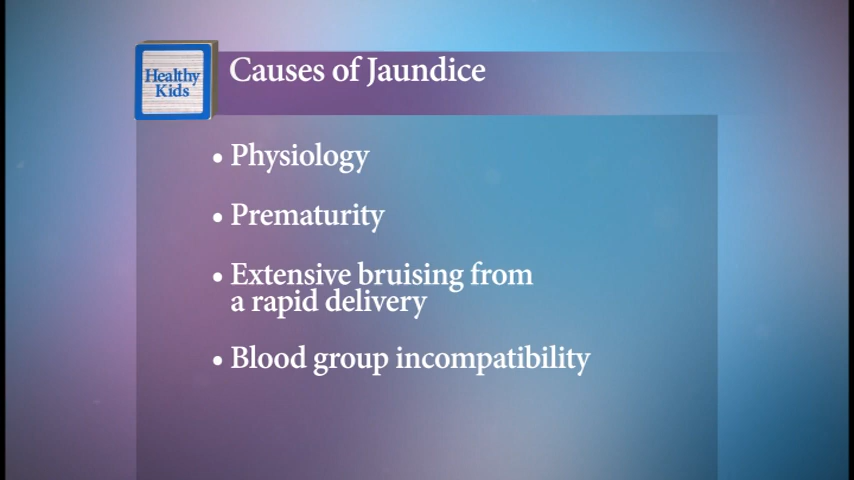 Healthy
Kids
Causes of Jaundice
• Physiology
• Prematurity
• Extensive bruising from
a rapid delivery
• Blood group incompatibility